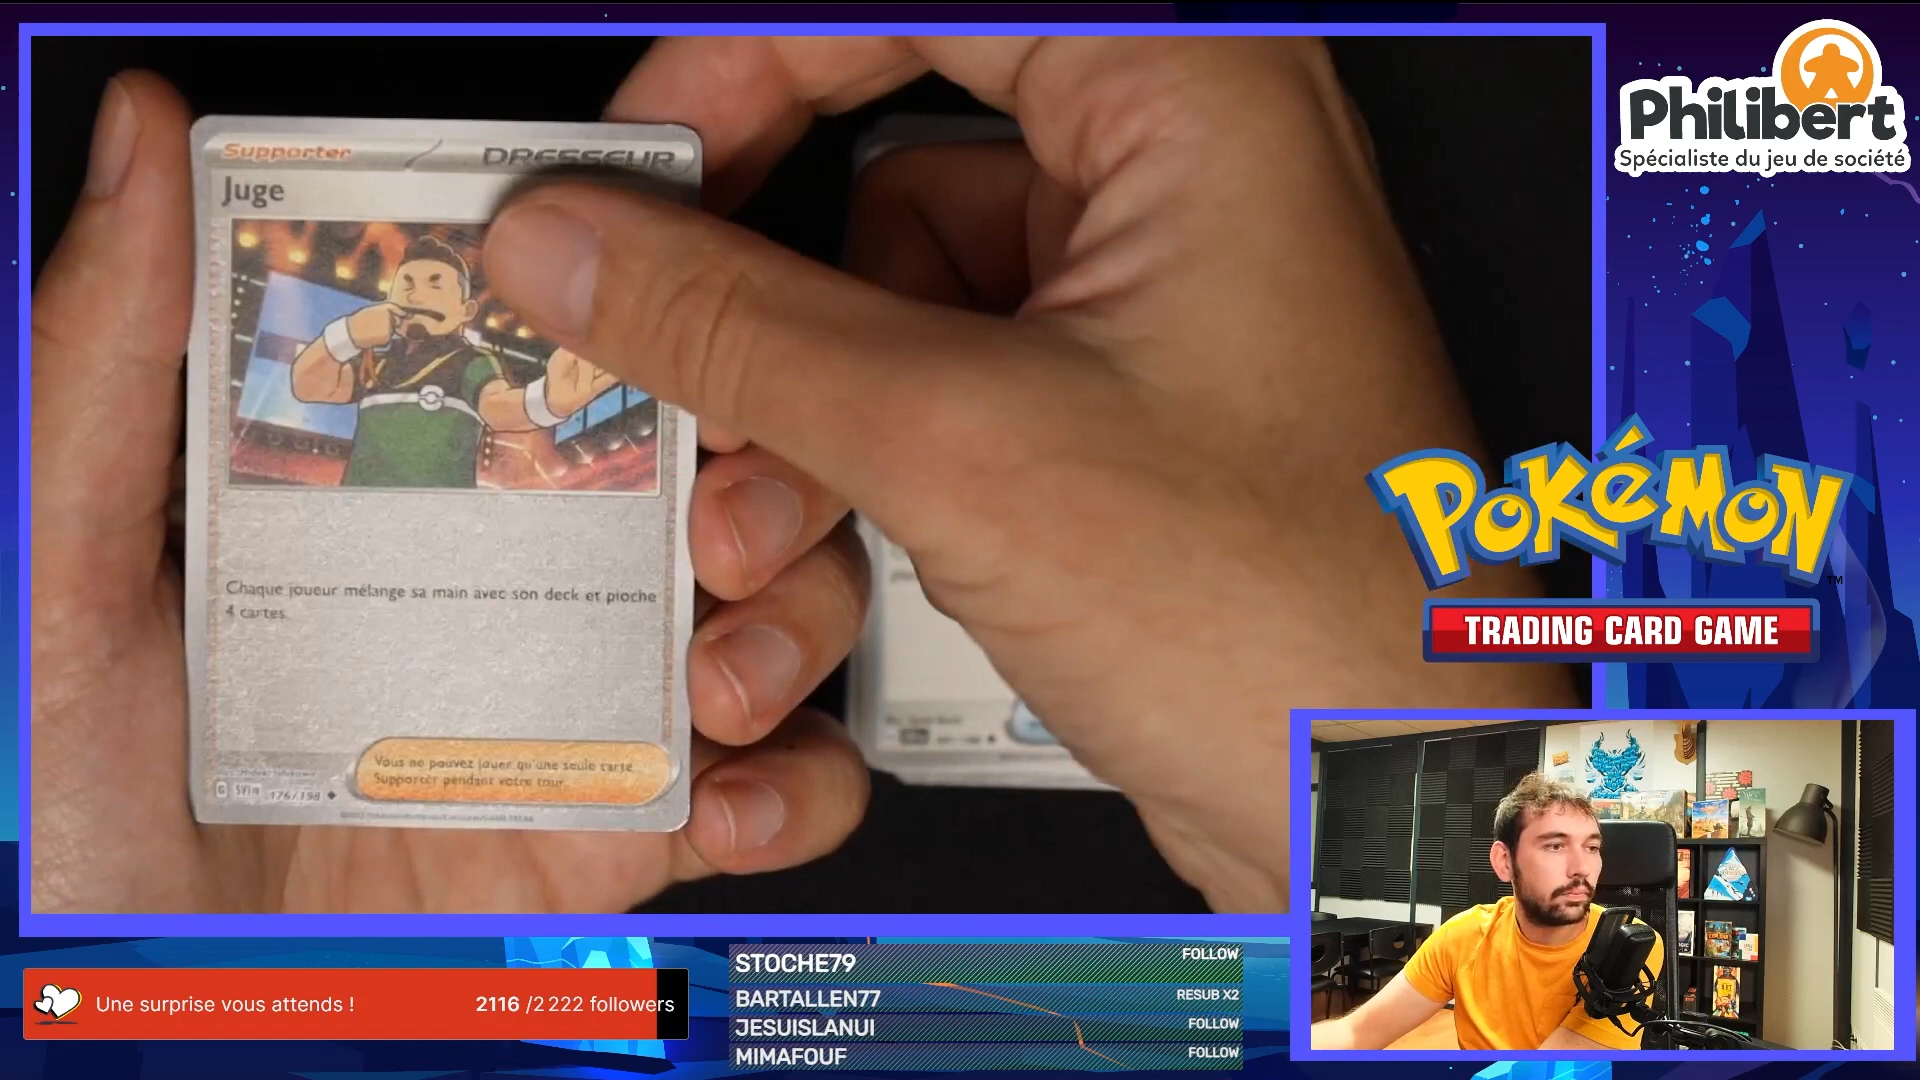 Supporter
DRESSEUR
Juge
Chaque joueur mélange sa main avec son deck et pioche
4 cartes.
Vous ne pouvez jouer qu'une seule carte
Supporter pendant votre tour.
G SVI FR 176/198
Philibert
Spécialiste du jeu de société
POKÉMON
TM
TRADING CARD GAME
Une surprise vous attends !
2116 /2 222 followers
STOCHE79 FOLLOW
BARTALLEN77 RESUB X2
JESUISLANUI FOLLOW
MIMAFOUF FOLLOW